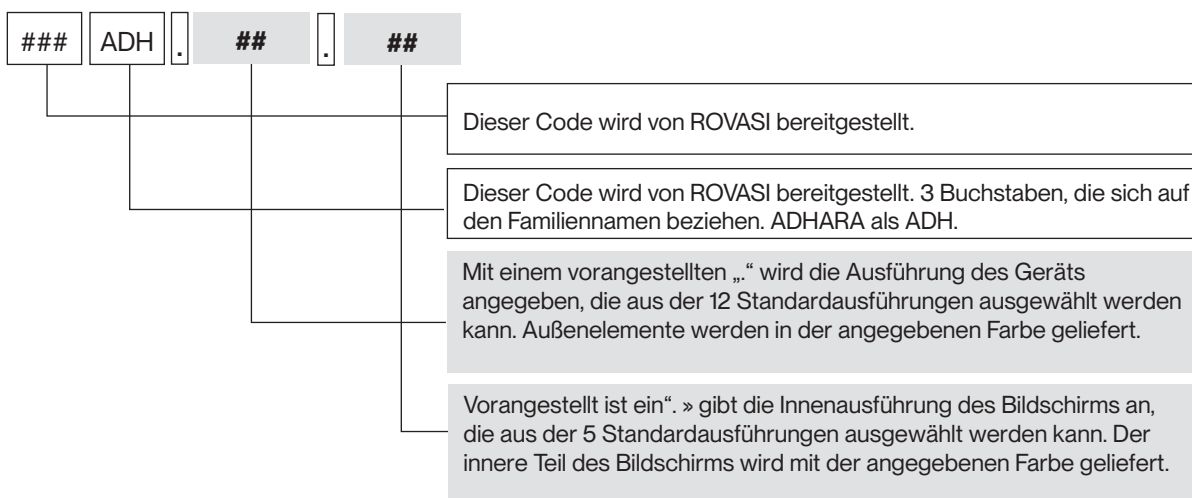 ### ADH . ## . ##
Dieser Code wird von ROVASI bereitgestellt.
Dieser Code wird von ROVASI bereitgestellt. 3 Buchstaben, die sich auf
den Familiennamen beziehen. ADHARA als ADH.
Mit einem vorangestellten „.“ wird die Ausführung des Geräts
angegeben, die aus der 12 Standardausführungen ausgewählt werden
kann. Außenelemente werden in der angegebenen Farbe geliefert.
Vorangestellt ist ein“. » gibt die Innenausführung des Bildschirms an,
die aus der 5 Standardausführungen ausgewählt werden kann. Der
innere Teil des Bildschirms wird mit der angegebenen Farbe geliefert.